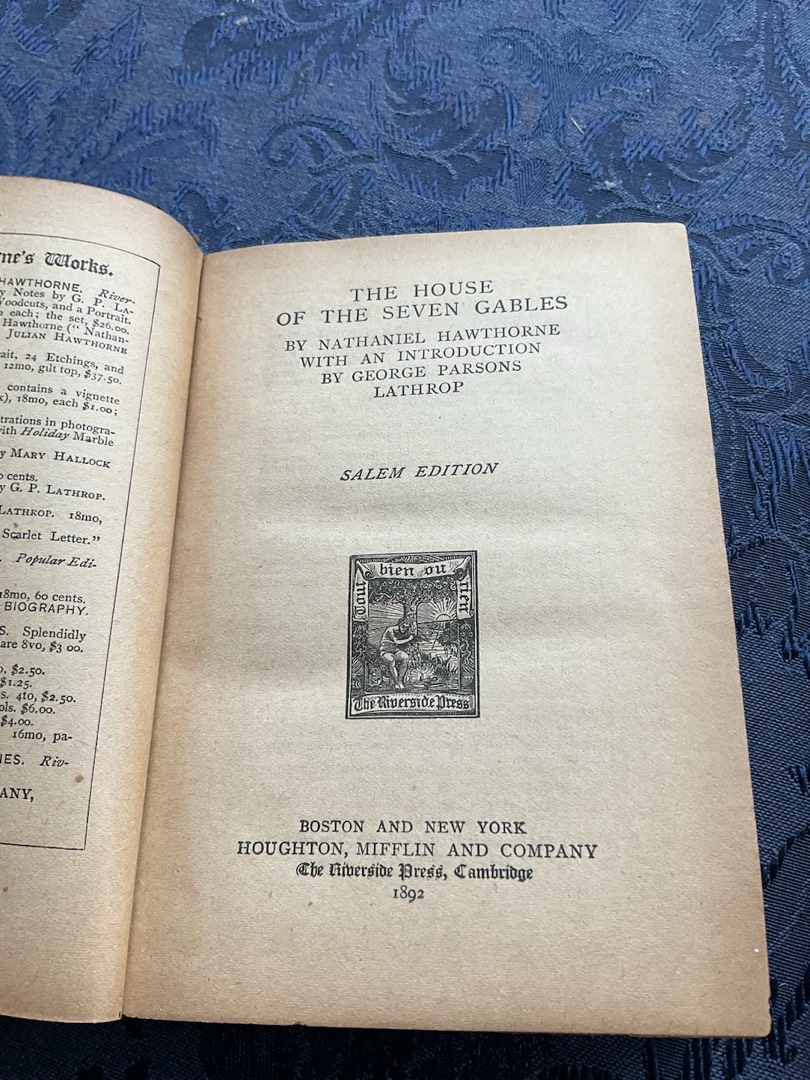 ne's Works.
HAWTHORNE. River-
y Notes by G. P. LA-
Woodcuts, and a Portrait.
each; the set, $26.00.
Hawthorne ("Nathan-
JULIAN HAWTHORNE
ait, 24 Etchings, and
12mo, gilt top, $37.50.
contains a vignette
x), 18mo, each $1.00;
trations in photogra-
with Holiday Marble
y MARY HALLOCK
0 cents.
y G. P. LATHROP.
LATHROP. 18mo,
Scarlet Letter."
Popular Edi-
18mo, 60 cents.
BIOGRAPHY.
S. Splendidly
are 8vo, $3 00.
. $2.50.
$1.25.
s. 4to, $2.50.
ols. $6.00.
$4.00.
16mo, pa-
NES. Riv-
ANY,
THE HOUSE
OF THE SEVEN GABLES
BY NATHANIEL HAWTHORNE
WITH AN INTRODUCTION
BY GEORGE PARSONS
LATHROP
SALEM EDITION
Tout bien ou rien
The Riverside Press
BOSTON AND NEW YORK
HOUGHTON, MIFFLIN AND COMPANY
The Riverside Press, Cambridge
1892